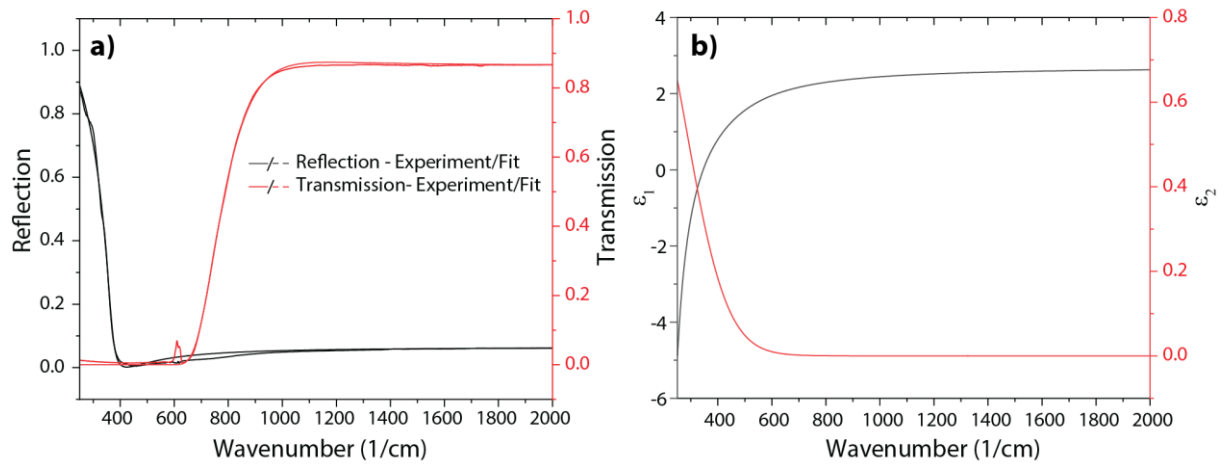 a)
1.0
0.8
0.6
0.4
0.2
0.0
Reflection
Reflection - Experiment/Fit
Transmission- Experiment/Fit
1.0
0.8
0.6
0.4
0.2
0.0
Transmission
400 600 800 1000 1200 1400 1600 1800 2000
Wavenumber (1/cm)
b)
4
2
0
-2
-4
-6
ε1
0.8
0.6
0.4
0.2
0.0
ε2
400 600 800 1000 1200 1400 1600 1800 2000
Wavenumber (1/cm)